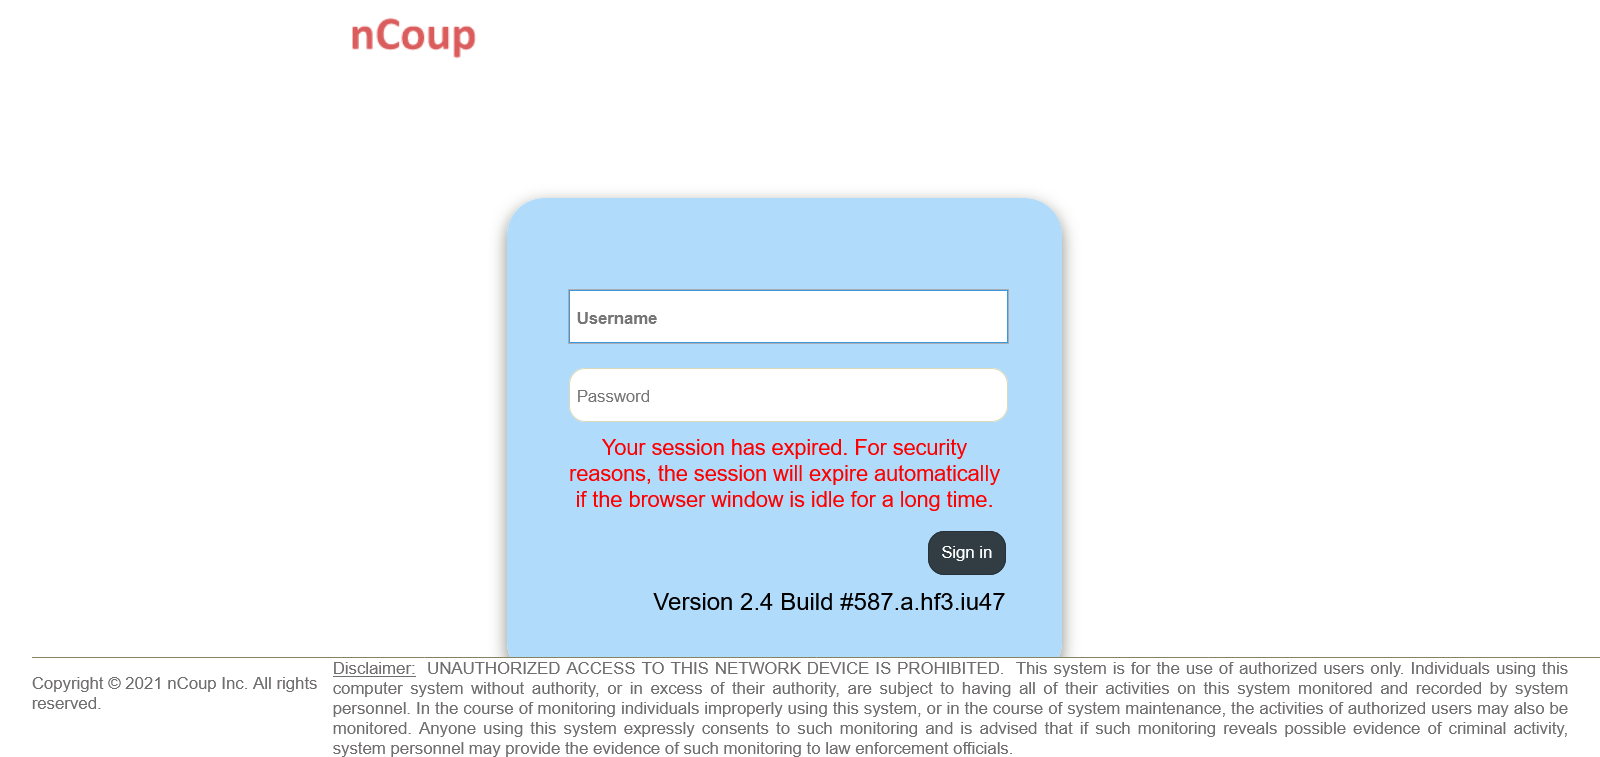 nCoup
Username
Password
Your session has expired. For security
reasons, the session will expire automatically
if the browser window is idle for a long time.
Sign in
Version 2.4 Build #587.a.hf3.iu47
Copyright © 2021 nCoup Inc. All rights
reserved.
Disclaimer: UNAUTHORIZED ACCESS TO THIS NETWORK DEVICE IS PROHIBITED. This system is for the use of authorized users only. Individuals using this
computer system without authority, or in excess of their authority, are subject to having all of their activities on this system monitored and recorded by system
personnel. In the course of monitoring individuals improperly using this system, or in the course of system maintenance, the activities of authorized users may also be
monitored. Anyone using this system expressly consents to such monitoring and is advised that if such monitoring reveals possible evidence of criminal activity,
system personnel may provide the evidence of such monitoring to law enforcement officials.